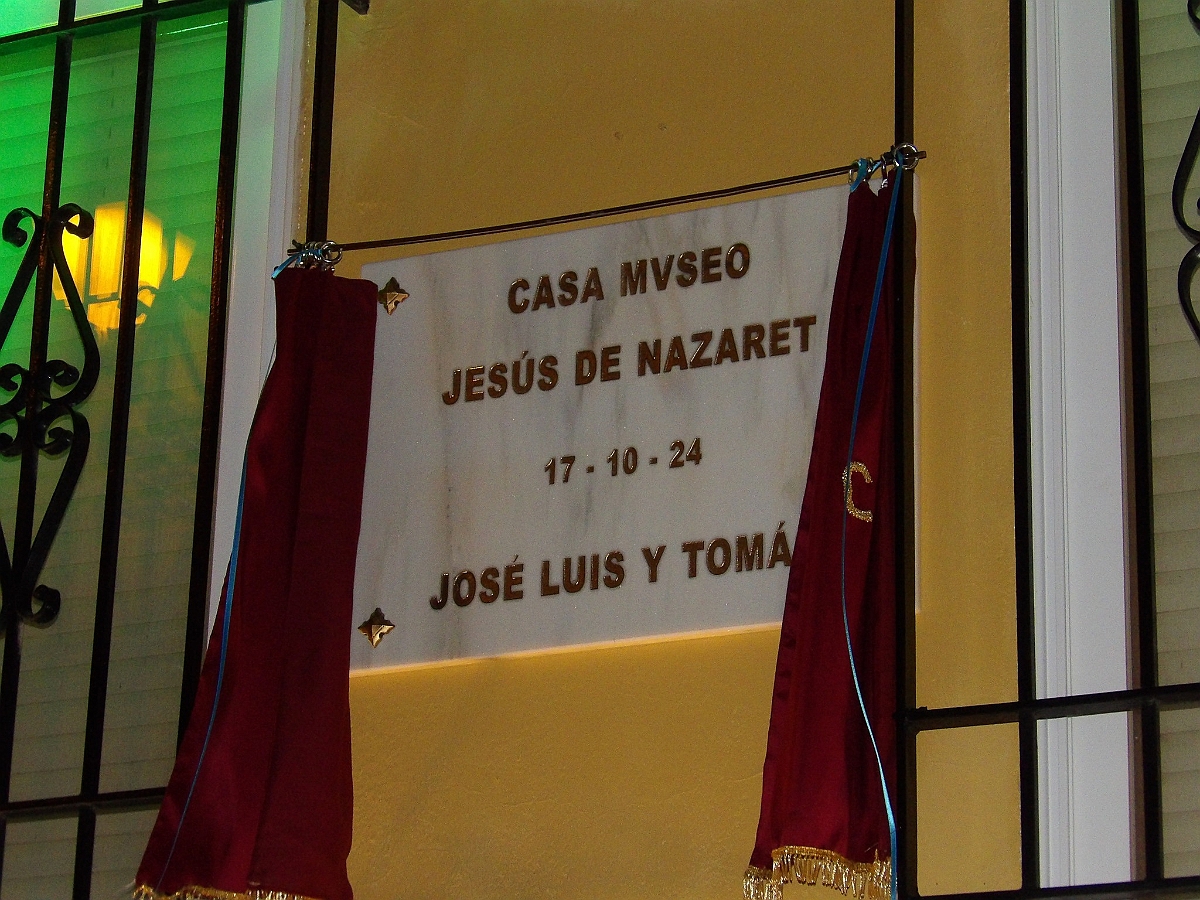 CASA MVSEO
JESÚS DE NAZARET
17 - 10 - 24
JOSÉ LUIS Y TOMÁ
C